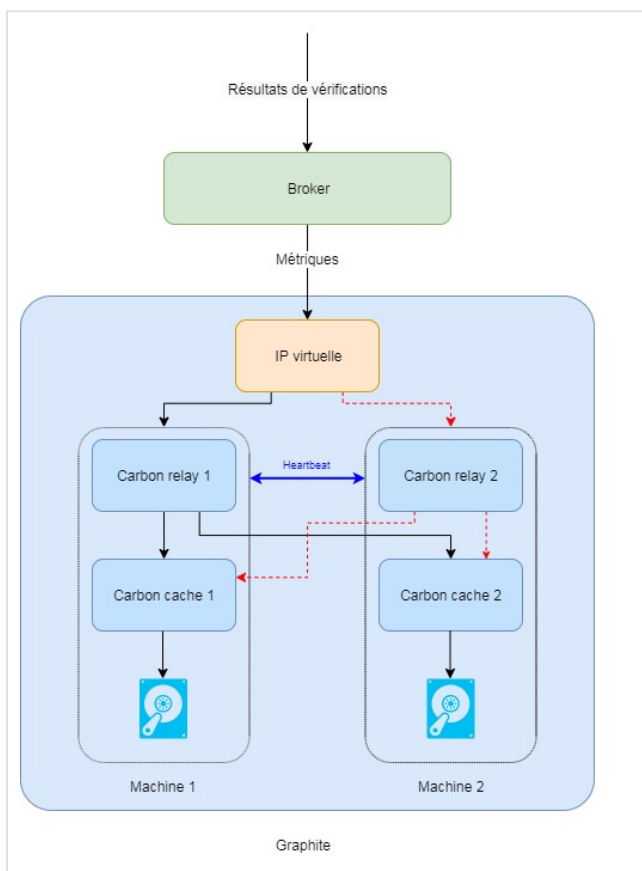 Résultats de vérifications
Broker
Métriques
IP virtuelle
Carbon relay 1
Heartbeat
Carbon relay 2
Carbon cache 1
Carbon cache 2
Machine 1
Machine 2
Graphite